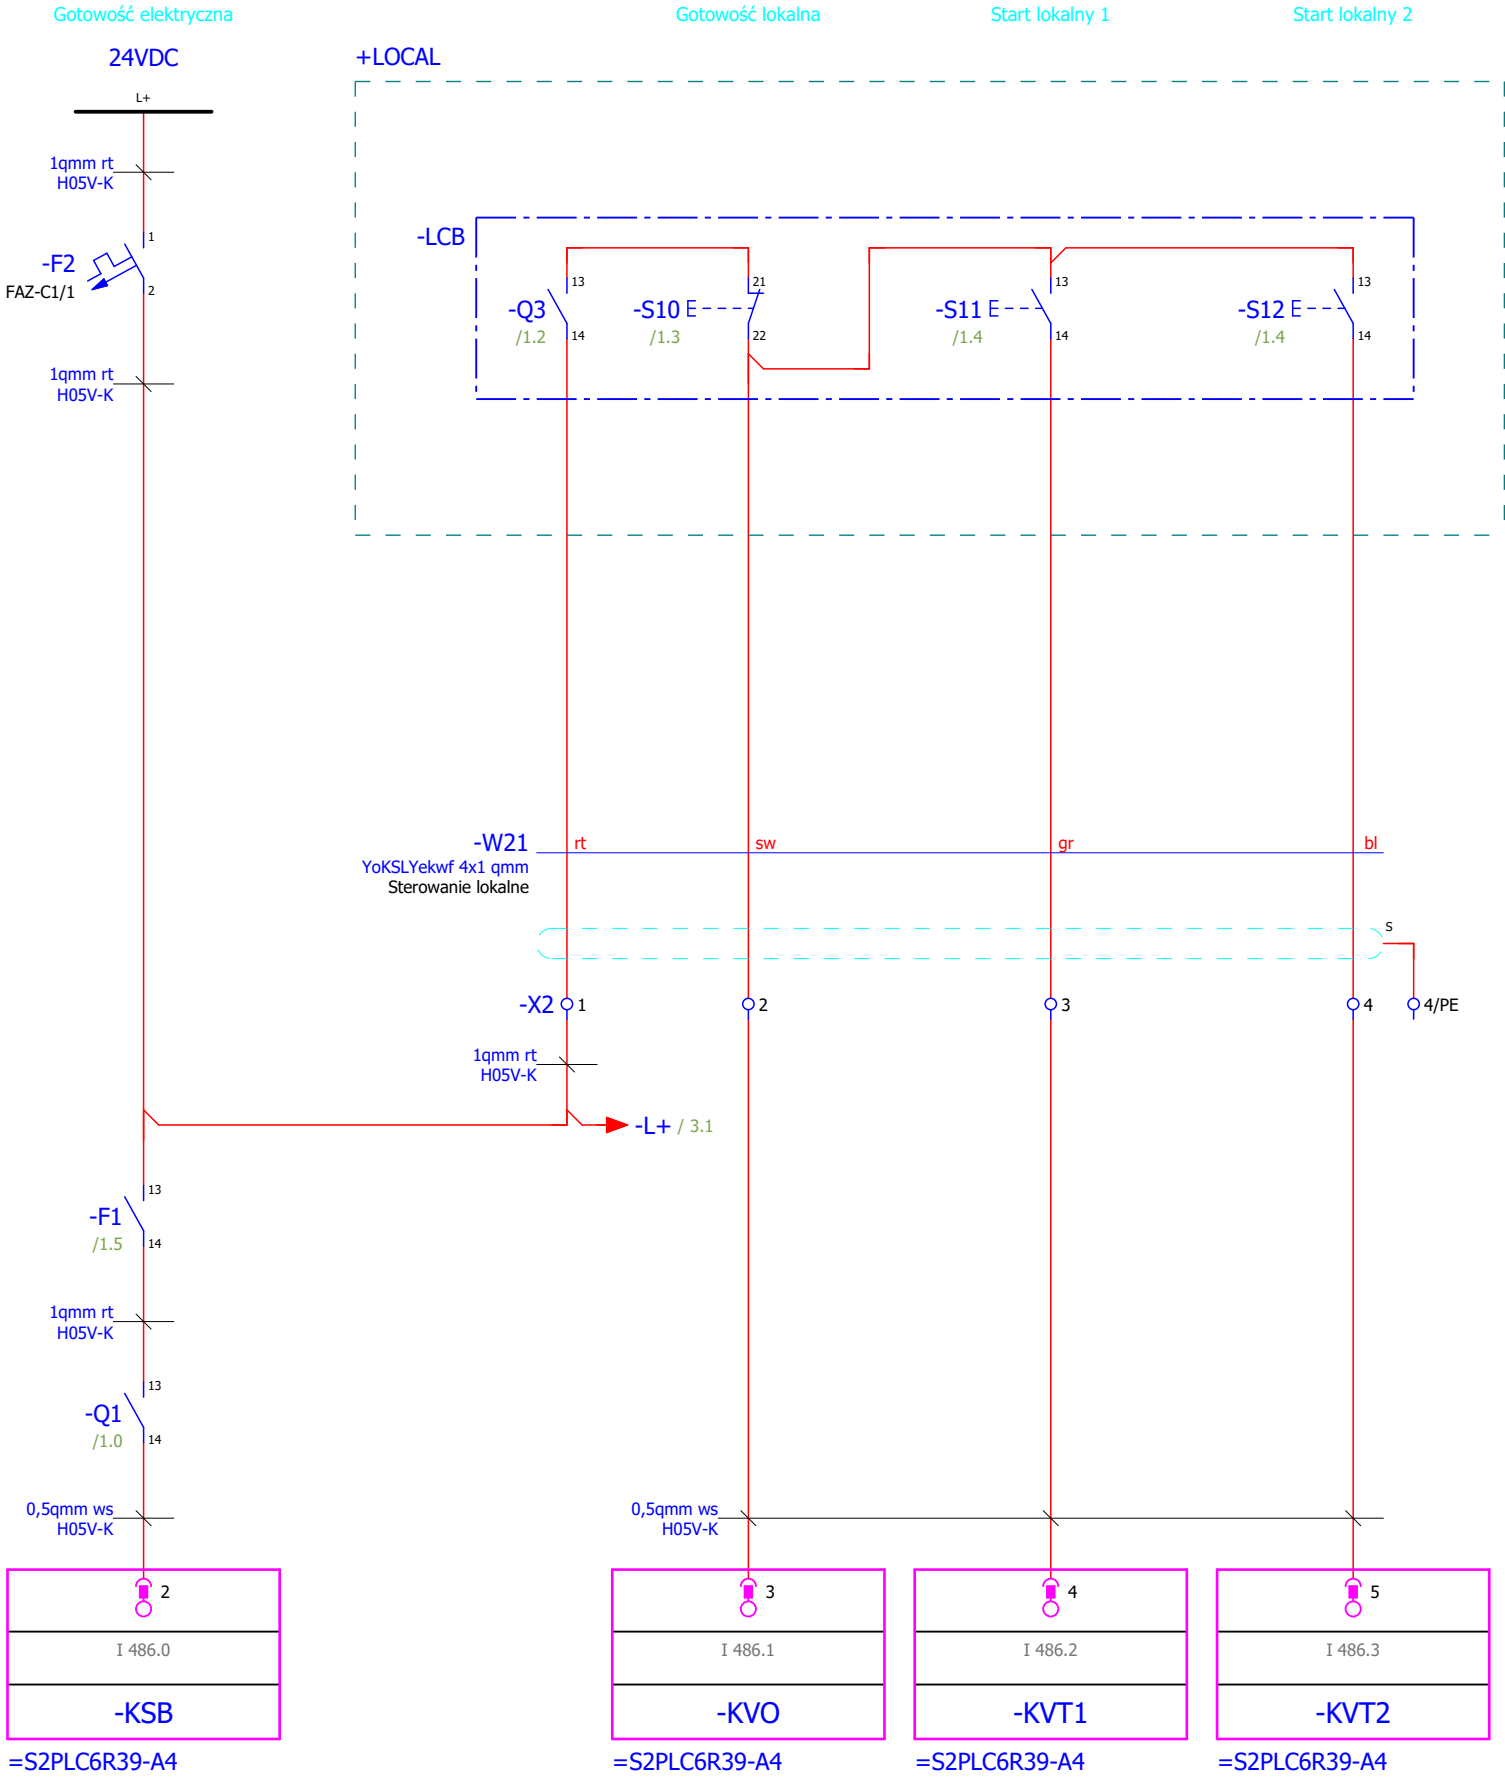 Gotowość elektryczna
Gotowość lokalna
Start lokalny 1
Start lokalny 2
24VDC
+LOCAL
L+
1qmm rt
H05V-K
1
-F2
FAZ-C1/1
2
1qmm rt
H05V-K
-LCB
13
-Q3
/1.2
14
21
-S10
/1.3
22
13
-S11
/1.4
14
13
-S12
/1.4
14
-W21
rt
sw
gr
bl
YoKSLYekwf 4x1 qmm
Sterowanie lokalne
S
-X2
1
2
3
4
4/PE
1qmm rt
H05V-K
-L+ / 3.1
13
-F1
/1.5
14
1qmm rt
H05V-K
13
-Q1
/1.0
14
0,5qmm ws
H05V-K
0,5qmm ws
H05V-K
2
3
4
5
I 486.0
I 486.1
I 486.2
I 486.3
-KSB
-KVO
-KVT1
-KVT2
=S2PLC6R39-A4
=S2PLC6R39-A4
=S2PLC6R39-A4
=S2PLC6R39-A4